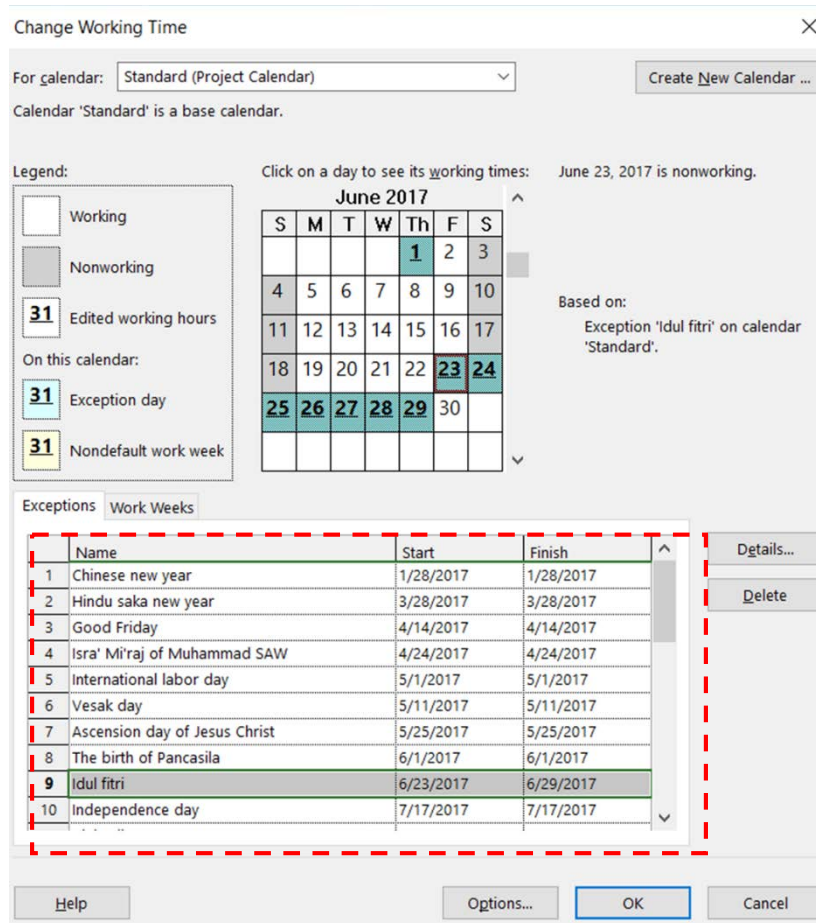 Change Working Time
For calendar: Standard (Project Calendar)
Create New Calendar ...
Calendar 'Standard' is a base calendar.
Legend:
Working
Nonworking
31 Edited working hours
On this calendar:
31 Exception day
31 Nondefault work week
Click on a day to see its working times:
June 2017
S M T W Th F S
1 2 3
4 5 6 7 8 9 10
11 12 13 14 15 16 17
18 19 20 21 22 23 24
25 26 27 28 29 30
June 23, 2017 is nonworking.
Based on:
Exception 'Idul fitri' on calendar
'Standard'.
Exceptions Work Weeks
Name Start Finish
1 Chinese new year 1/28/2017 1/28/2017
2 Hindu saka new year 3/28/2017 3/28/2017
3 Good Friday 4/14/2017 4/14/2017
4 Isra' Mi'raj of Muhammad SAW 4/24/2017 4/24/2017
5 International labor day 5/1/2017 5/1/2017
6 Vesak day 5/11/2017 5/11/2017
7 Ascension day of Jesus Christ 5/25/2017 5/25/2017
8 The birth of Pancasila 6/1/2017 6/1/2017
9 Idul fitri 6/23/2017 6/29/2017
10 Independence day 7/17/2017 7/17/2017
Details...
Delete
Help
Options...
OK
Cancel